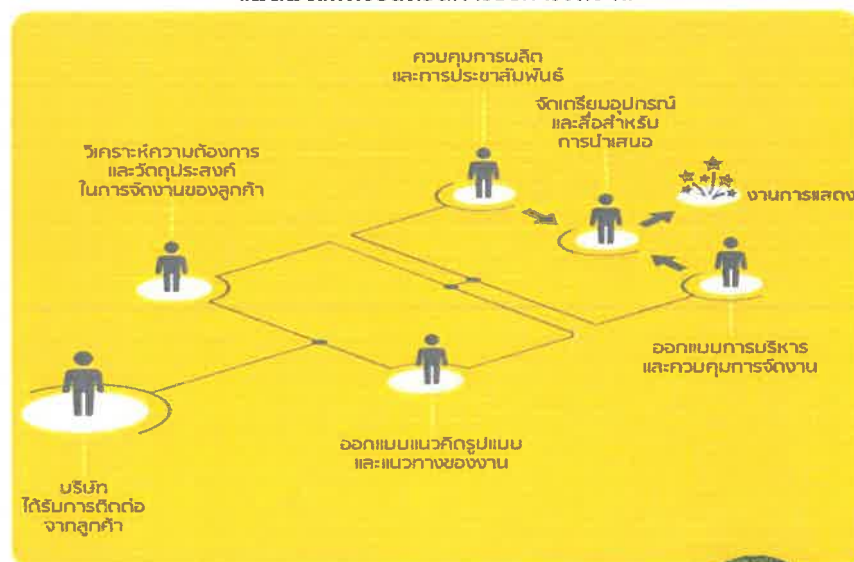 ควบคุมการผลิต
และการประชาสัมพันธ์
จัดเตรียมอุปกรณ์
และสื่อสำหรับ
การนำเสนอ
วิเคราะห์ความต้องการ
และวัตถุประสงค์
ในการจัดงานของลูกค้า
งานการแสดง
ออกแบบการบริหาร
และควบคุมการจัดงาน
ออกแบบแนวคิดรูปแบบ
และแนวทางของงาน
บริษัท
ได้รับการติดต่อ
จากลูกค้า